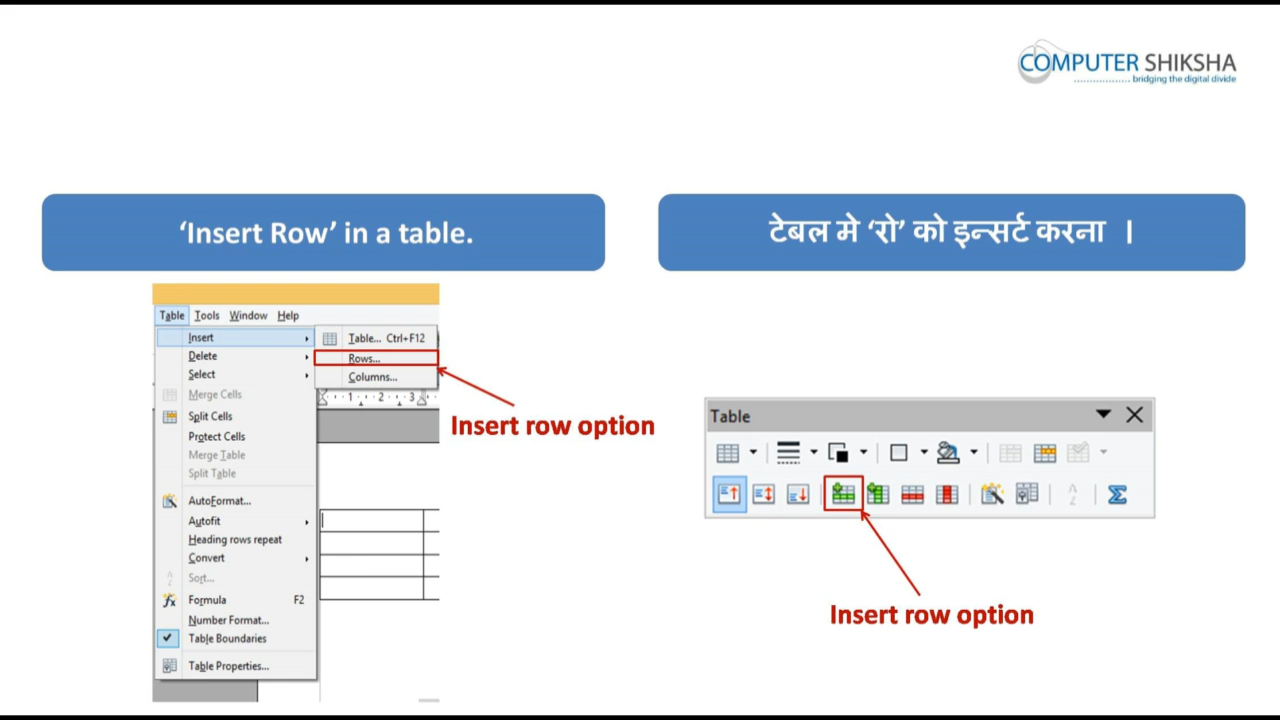 COMPUTER SHIKSHA
bridging the digital divide
‘Insert Row’ in a table.
टेबल मे ‘रो’ को इन्सर्ट करना ।
Table Tools Window Help
Insert
Delete
Select
Merge Cells
Split Cells
Protect Cells
Merge Table
Split Table
AutoFormat...
Autofit
Heading rows repeat
Convert
Sort...
Formula F2
Number Format...
Table Boundaries
Table Properties...
Table... Ctrl+F12
Rows...
Columns...
1 2 3
Insert row option
Table
Insert row option